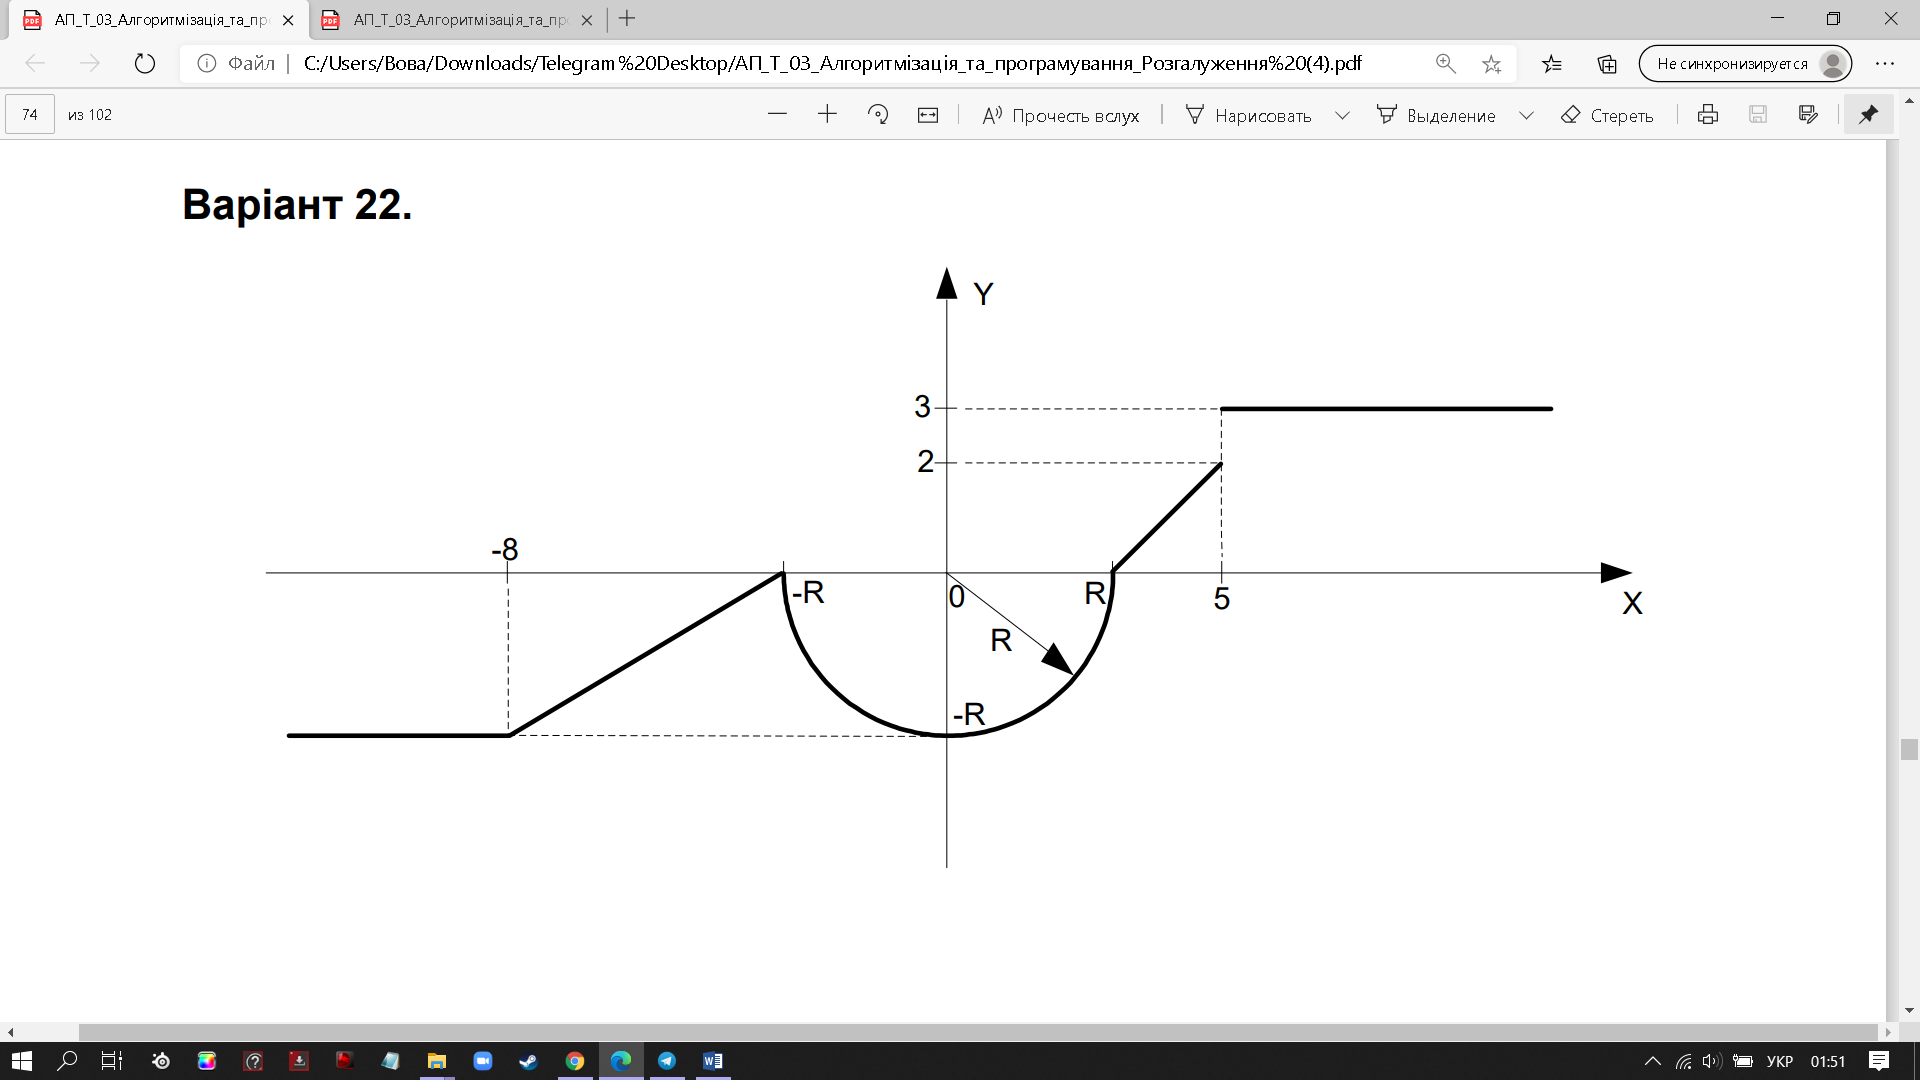 АП_Т_03_Алгоритмізація_та_пр
АП_Т_03_Алгоритмізація_та_пр
Файл | C:/Users/Вова/Downloads/Telegram%20Desktop/АП_Т_03_Алгоритмізація_та_програмування_Розгалуження%20(4).pdf
Не синхронизируется
74 из 102
Прочесть вслух
Нарисовать
Выделение
Стереть
Варіант 22.
Y
3
2
-8
-R
0
R
5
X
R
-R
УКР
01:51